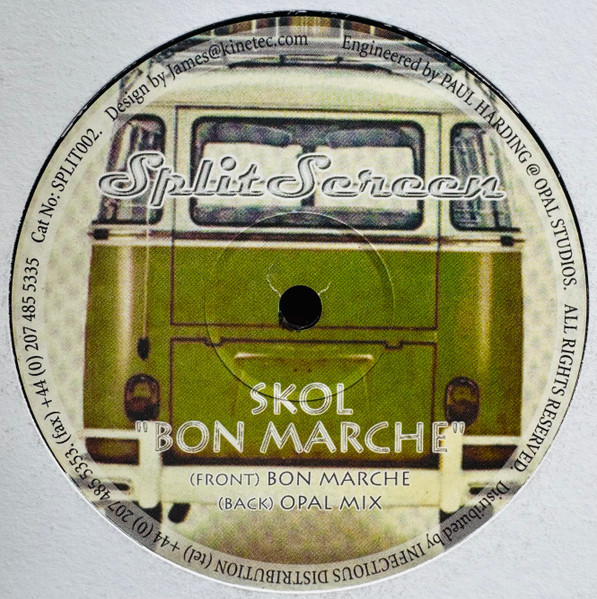 SplitScreen
SKOL
"BON MARCHE"
(FRONT) BON MARCHE
(BACK) OPAL MIX
Cat No: SPLIT002. Design by James@kinetec.com Engineered by PAUL HARDING @ OPAL STUDIOS. ALL RIGHTS RESERVED. Distributed by INFECTIOUS DISTRIBUTION (tel) +44 (0) 207 485 5353, (fax) +44 (0) 207 485 5335